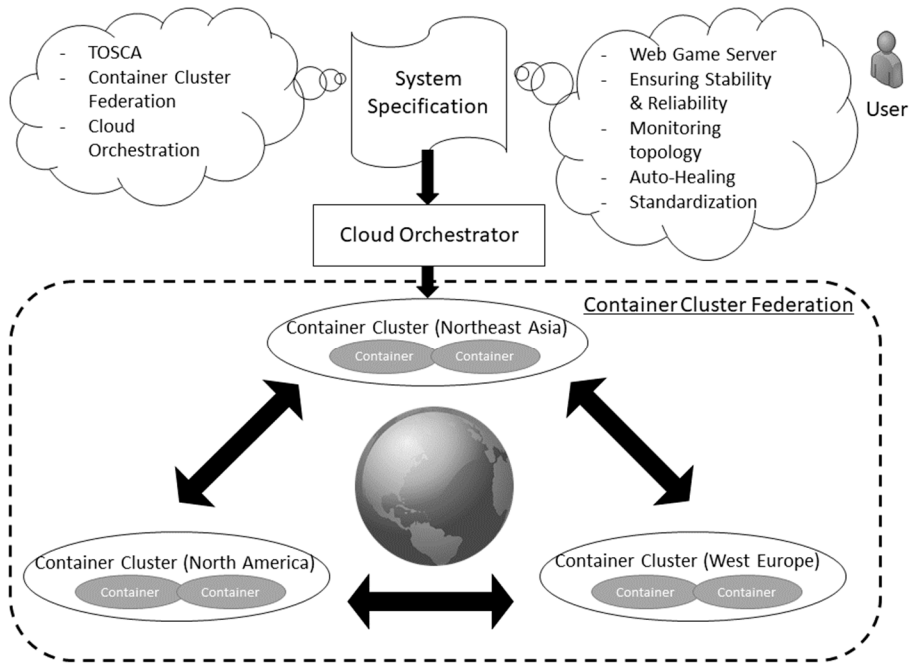 - TOSCA
- Container Cluster
Federation
- Cloud
Orchestration
System
Specification
- Web Game Server
- Ensuring Stability
& Reliability
- Monitoring
topology
- Auto-Healing
- Standardization
User
Cloud Orchestrator
Container Cluster Federation
Container Cluster (Northeast Asia)
Container Container
Container Cluster (North America)
Container Container
Container Cluster (West Europe)
Container Container